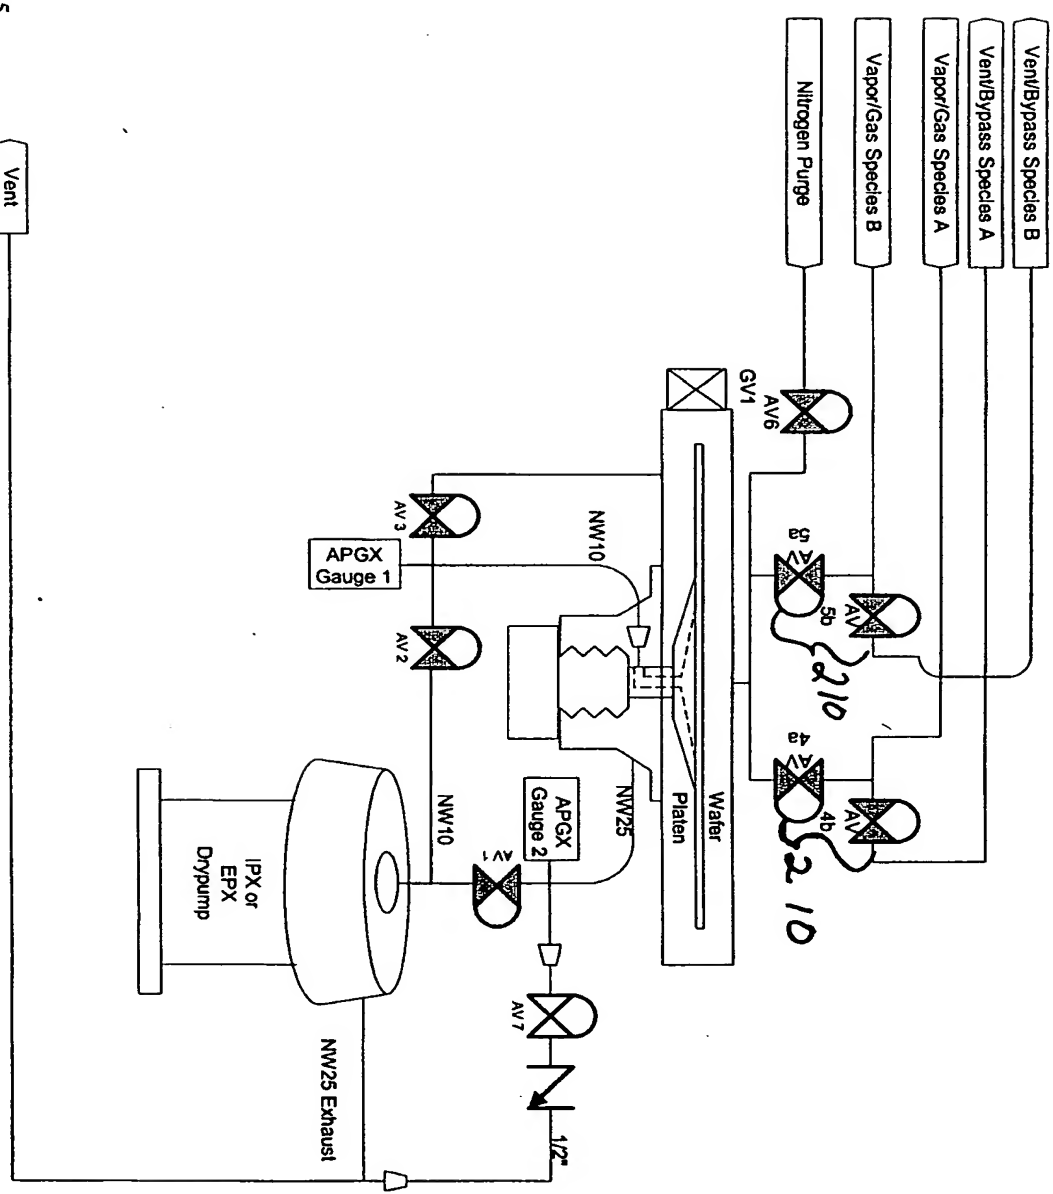 Vent/Bypass Species B
Vent/Bypass Species A
Vapor/Gas Species A
Vapor/Gas Species B
Nitrogen Purge
AV6
GV1
AV
5a
AV
5b
210
AV
4a
AV
4b
210
Wafer
Platen
NW10
NW25
AV 3
APGX
Gauge 1
AV 2
APGX
Gauge 2
NW10
AV 1
AV 7
1/2"
IPX or
EPX
Drypump
NW25 Exhaust
Vent